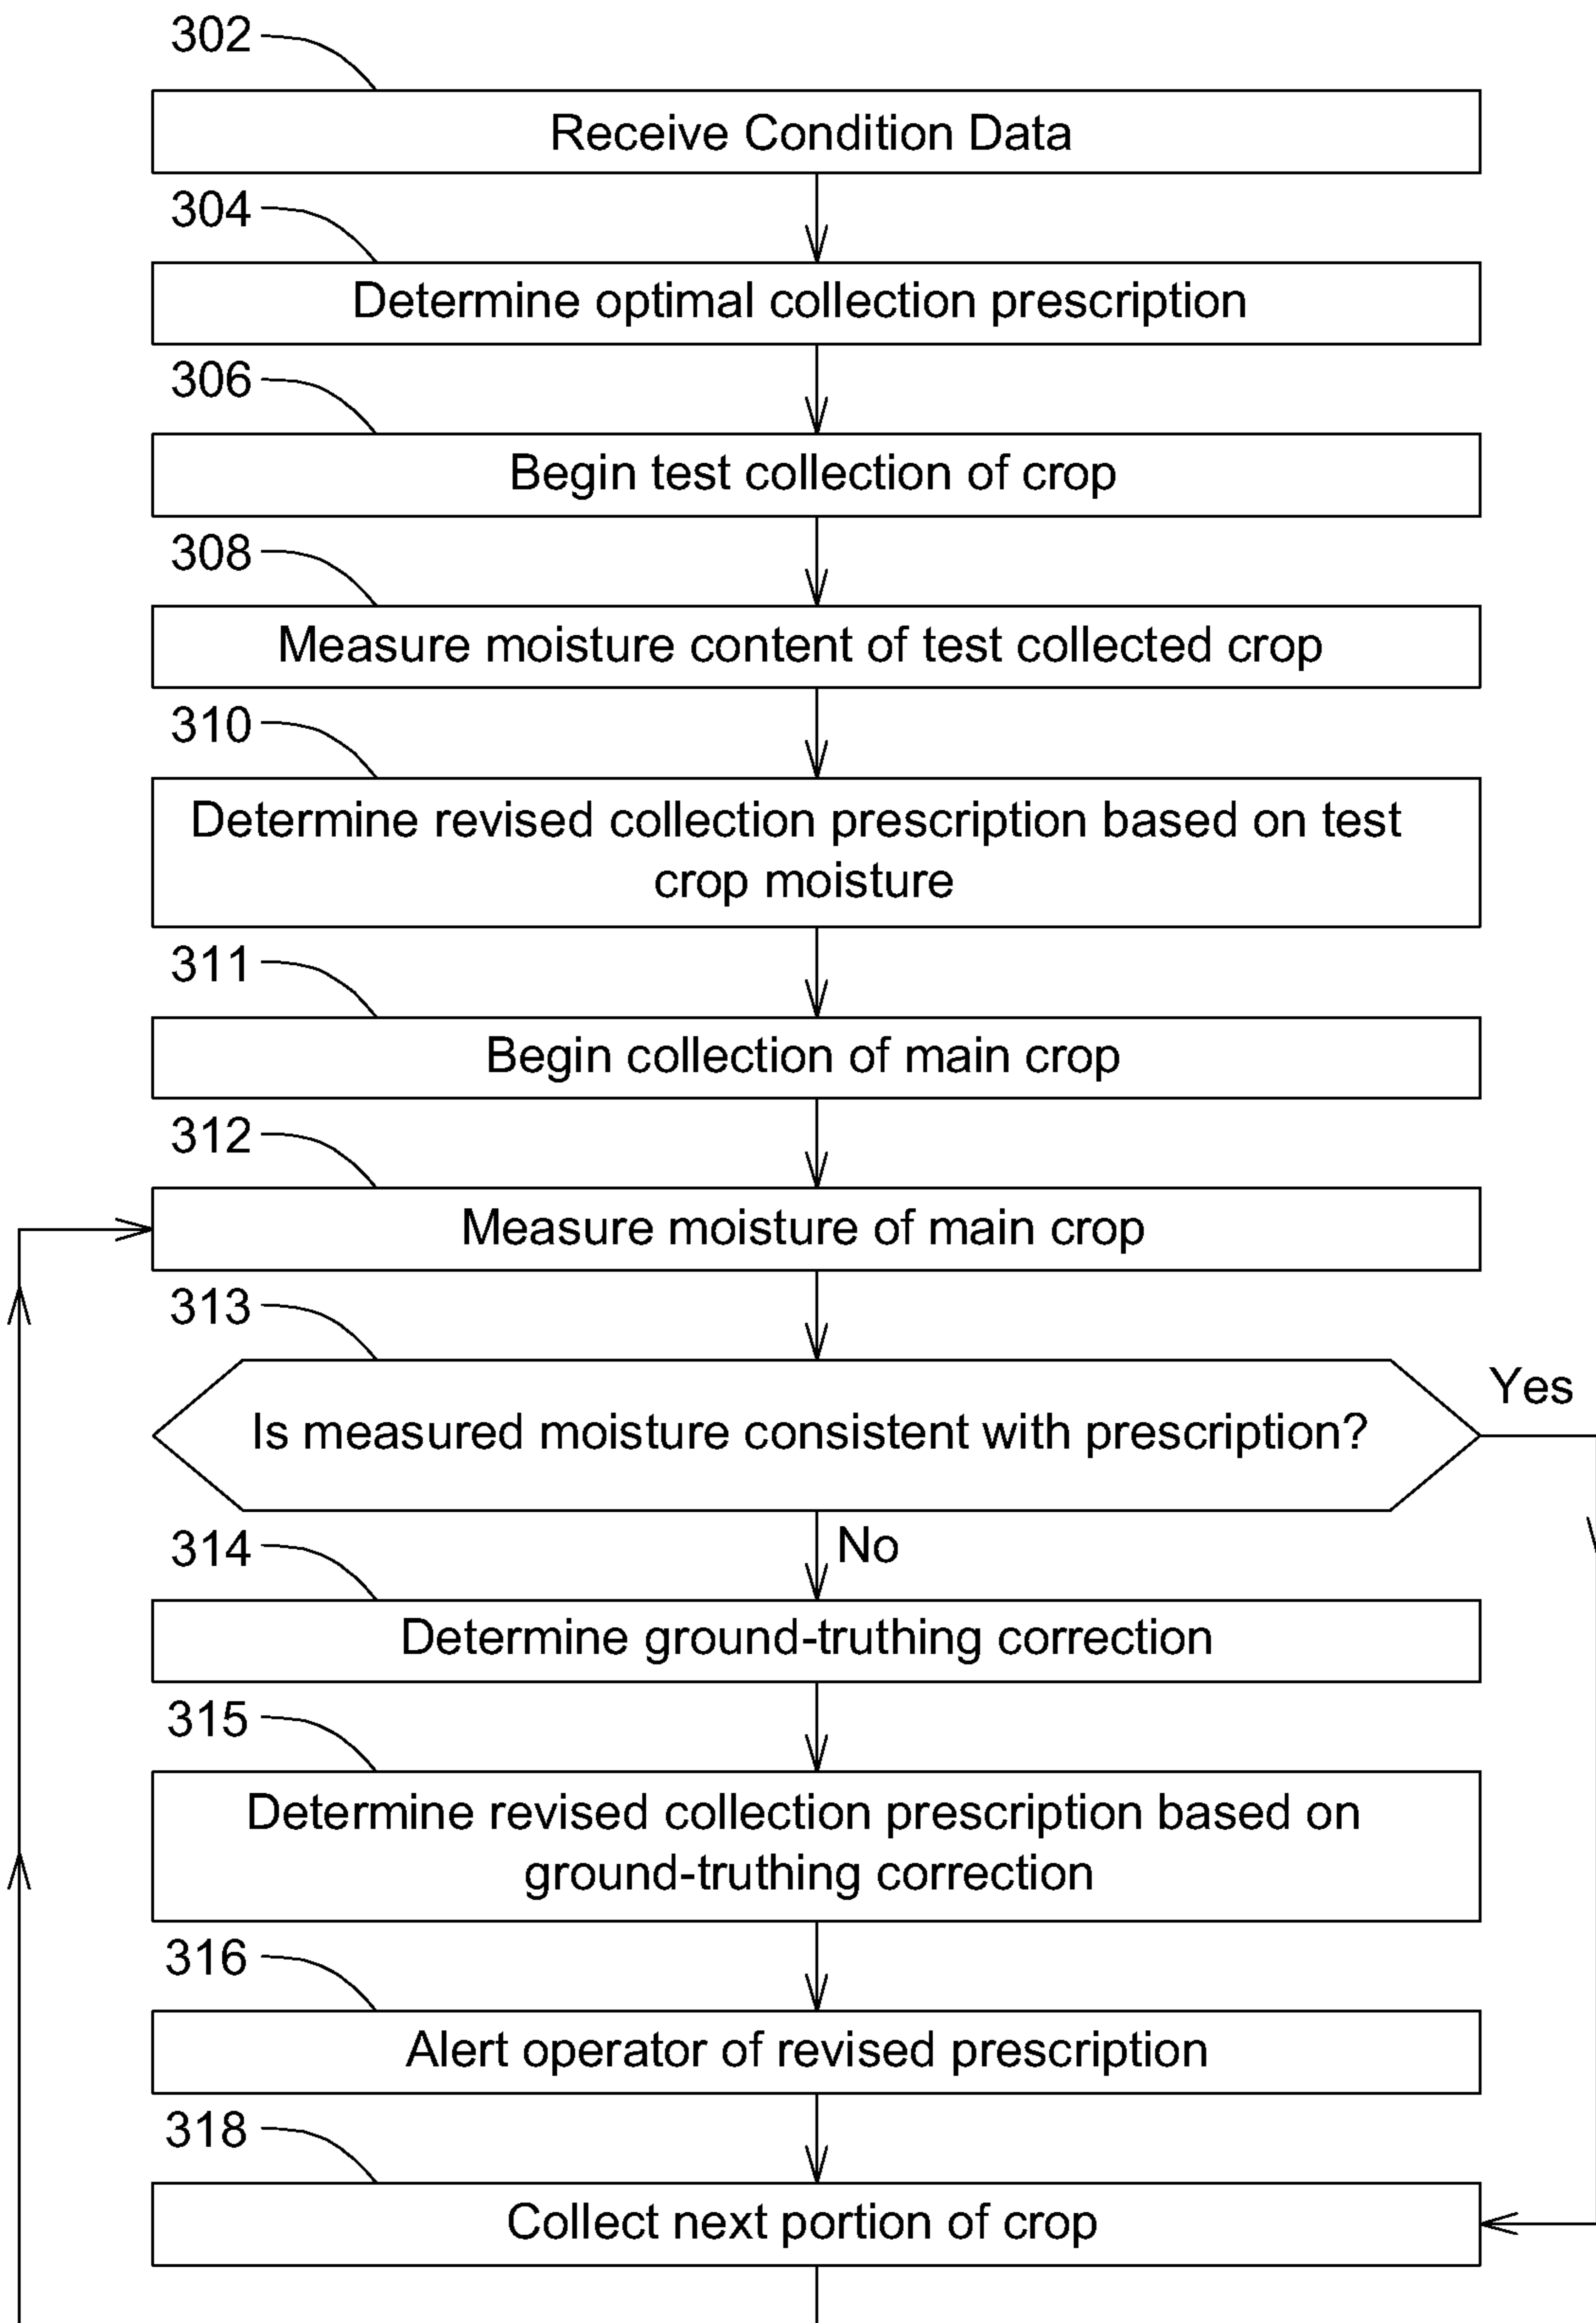 302
Receive Condition Data
304
Determine optimal collection prescription
306
Begin test collection of crop
308
Measure moisture content of test collected crop
310
Determine revised collection prescription based on test
crop moisture
311
Begin collection of main crop
312
Measure moisture of main crop
313
Yes
Is measured moisture consistent with prescription?
314
No
Determine ground-truthing correction
315
Determine revised collection prescription based on
ground-truthing correction
316
Alert operator of revised prescription
318
Collect next portion of crop